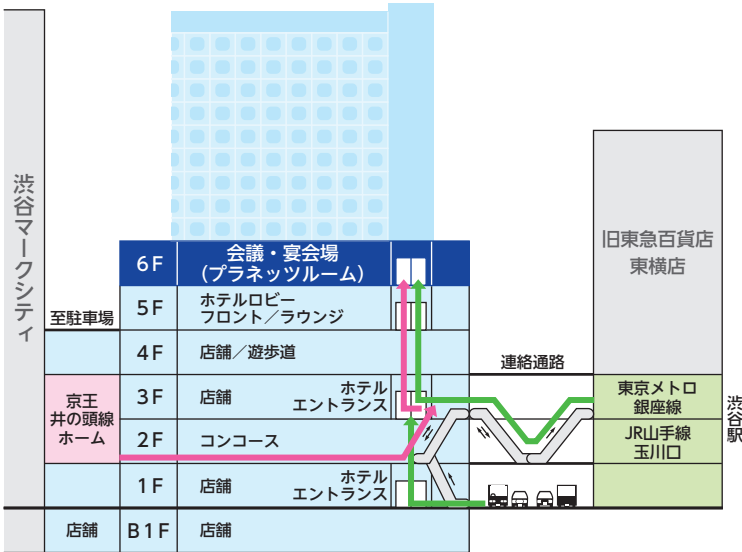 渋谷マークシティ
6F
会議・宴会場
(プラネッツルーム)
至駐車場
5F
ホテルロビー
フロント／ラウンジ
4F
店舗／遊歩道
京王
井の頭線
ホーム
3F
店舗
ホテル
エントランス
2F
コンコース
1F
店舗
ホテル
エントランス
店舗
B1F
店舗
連絡通路
旧東急百貨店
東横店
東京メトロ
銀座線
JR山手線
玉川口
渋谷駅